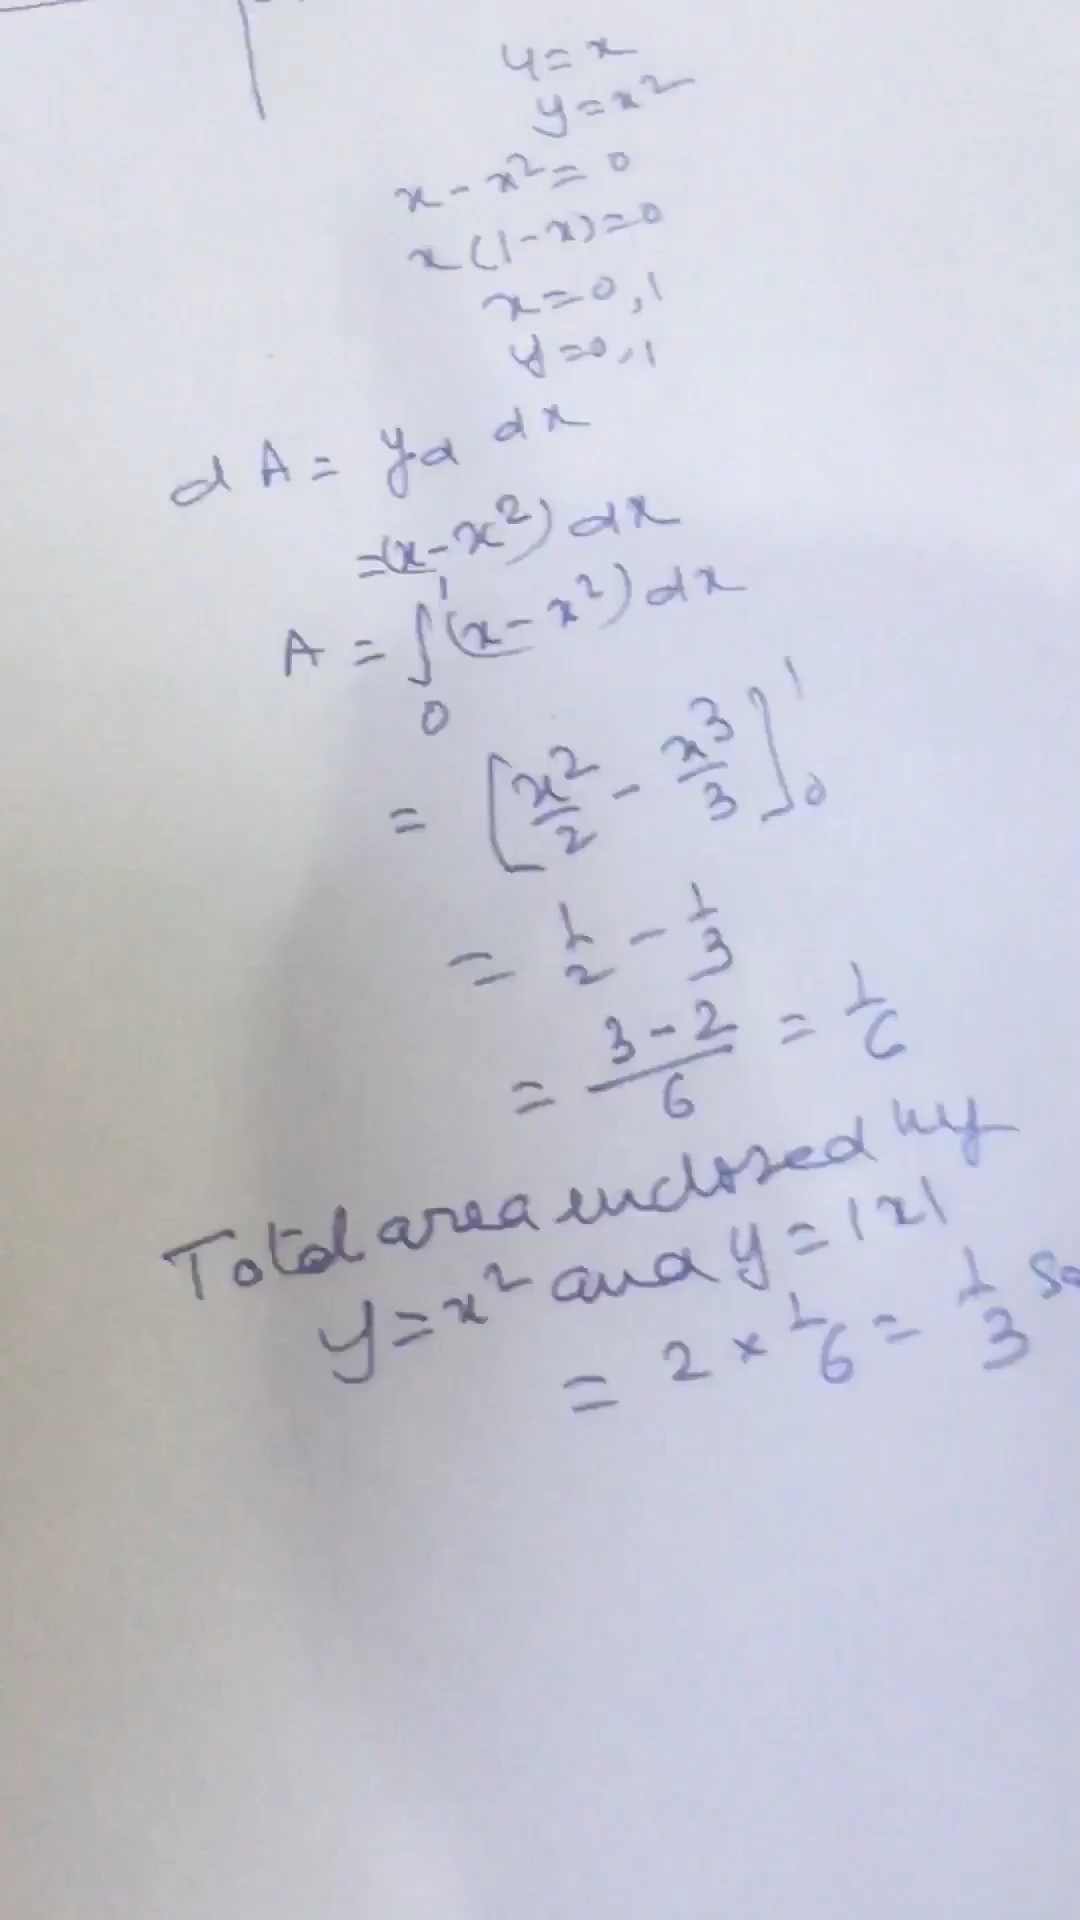 y = x
y = x²
x - x² = 0
x(1-x)=0
x=0,1
y=0,1
dA = yd dx
=(x-x²) dx
A = ∫₀¹(x-x²)dx
= [x²/2 - x³/3]₀¹
= 1/2 - 1/3
= (3-2)/6 = 1/6
Total area enclosed by
y=x² and y=|x|
= 2 × 1/6 = 1/3